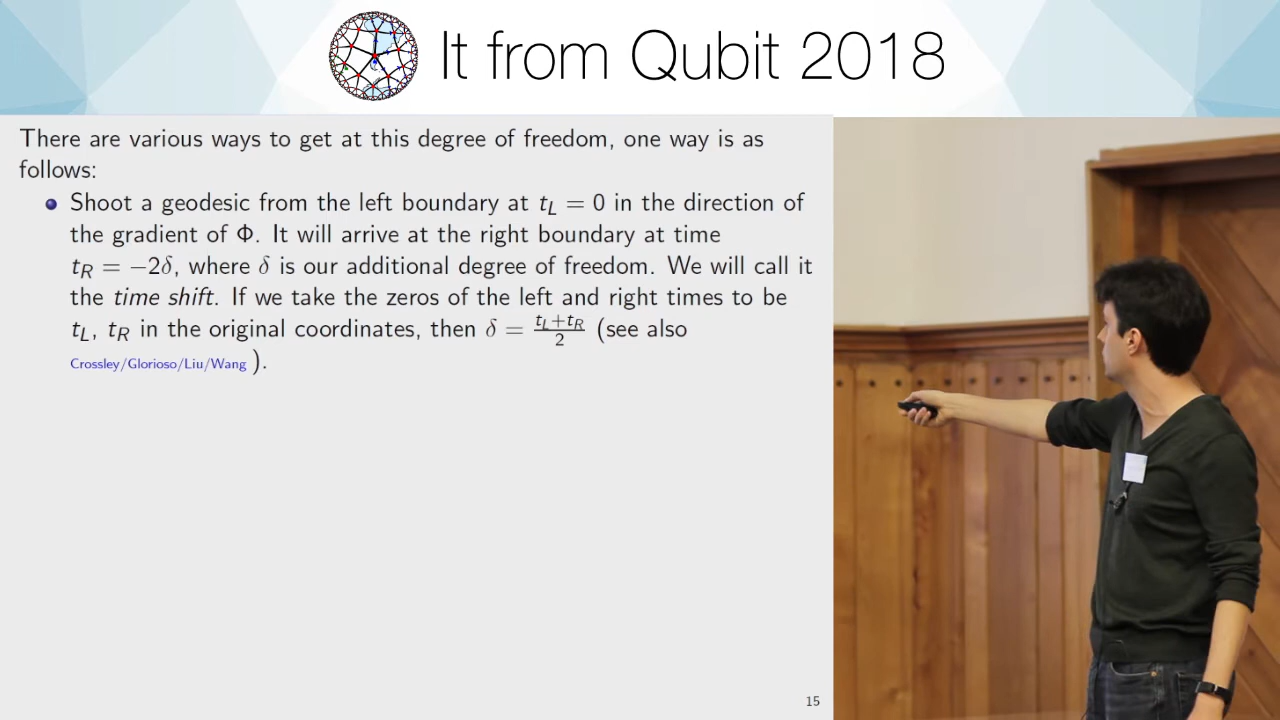 It from Qubit 2018
There are various ways to get at this degree of freedom, one way is as
follows:
Shoot a geodesic from the left boundary at t_L = 0 in the direction of
the gradient of Φ. It will arrive at the right boundary at time
t_R = −2δ, where δ is our additional degree of freedom. We will call it
the time shift. If we take the zeros of the left and right times to be
t_L, t_R in the original coordinates, then δ = (t_L+t_R)/2 (see also
Crossley/Glorioso/Liu/Wang ).
15